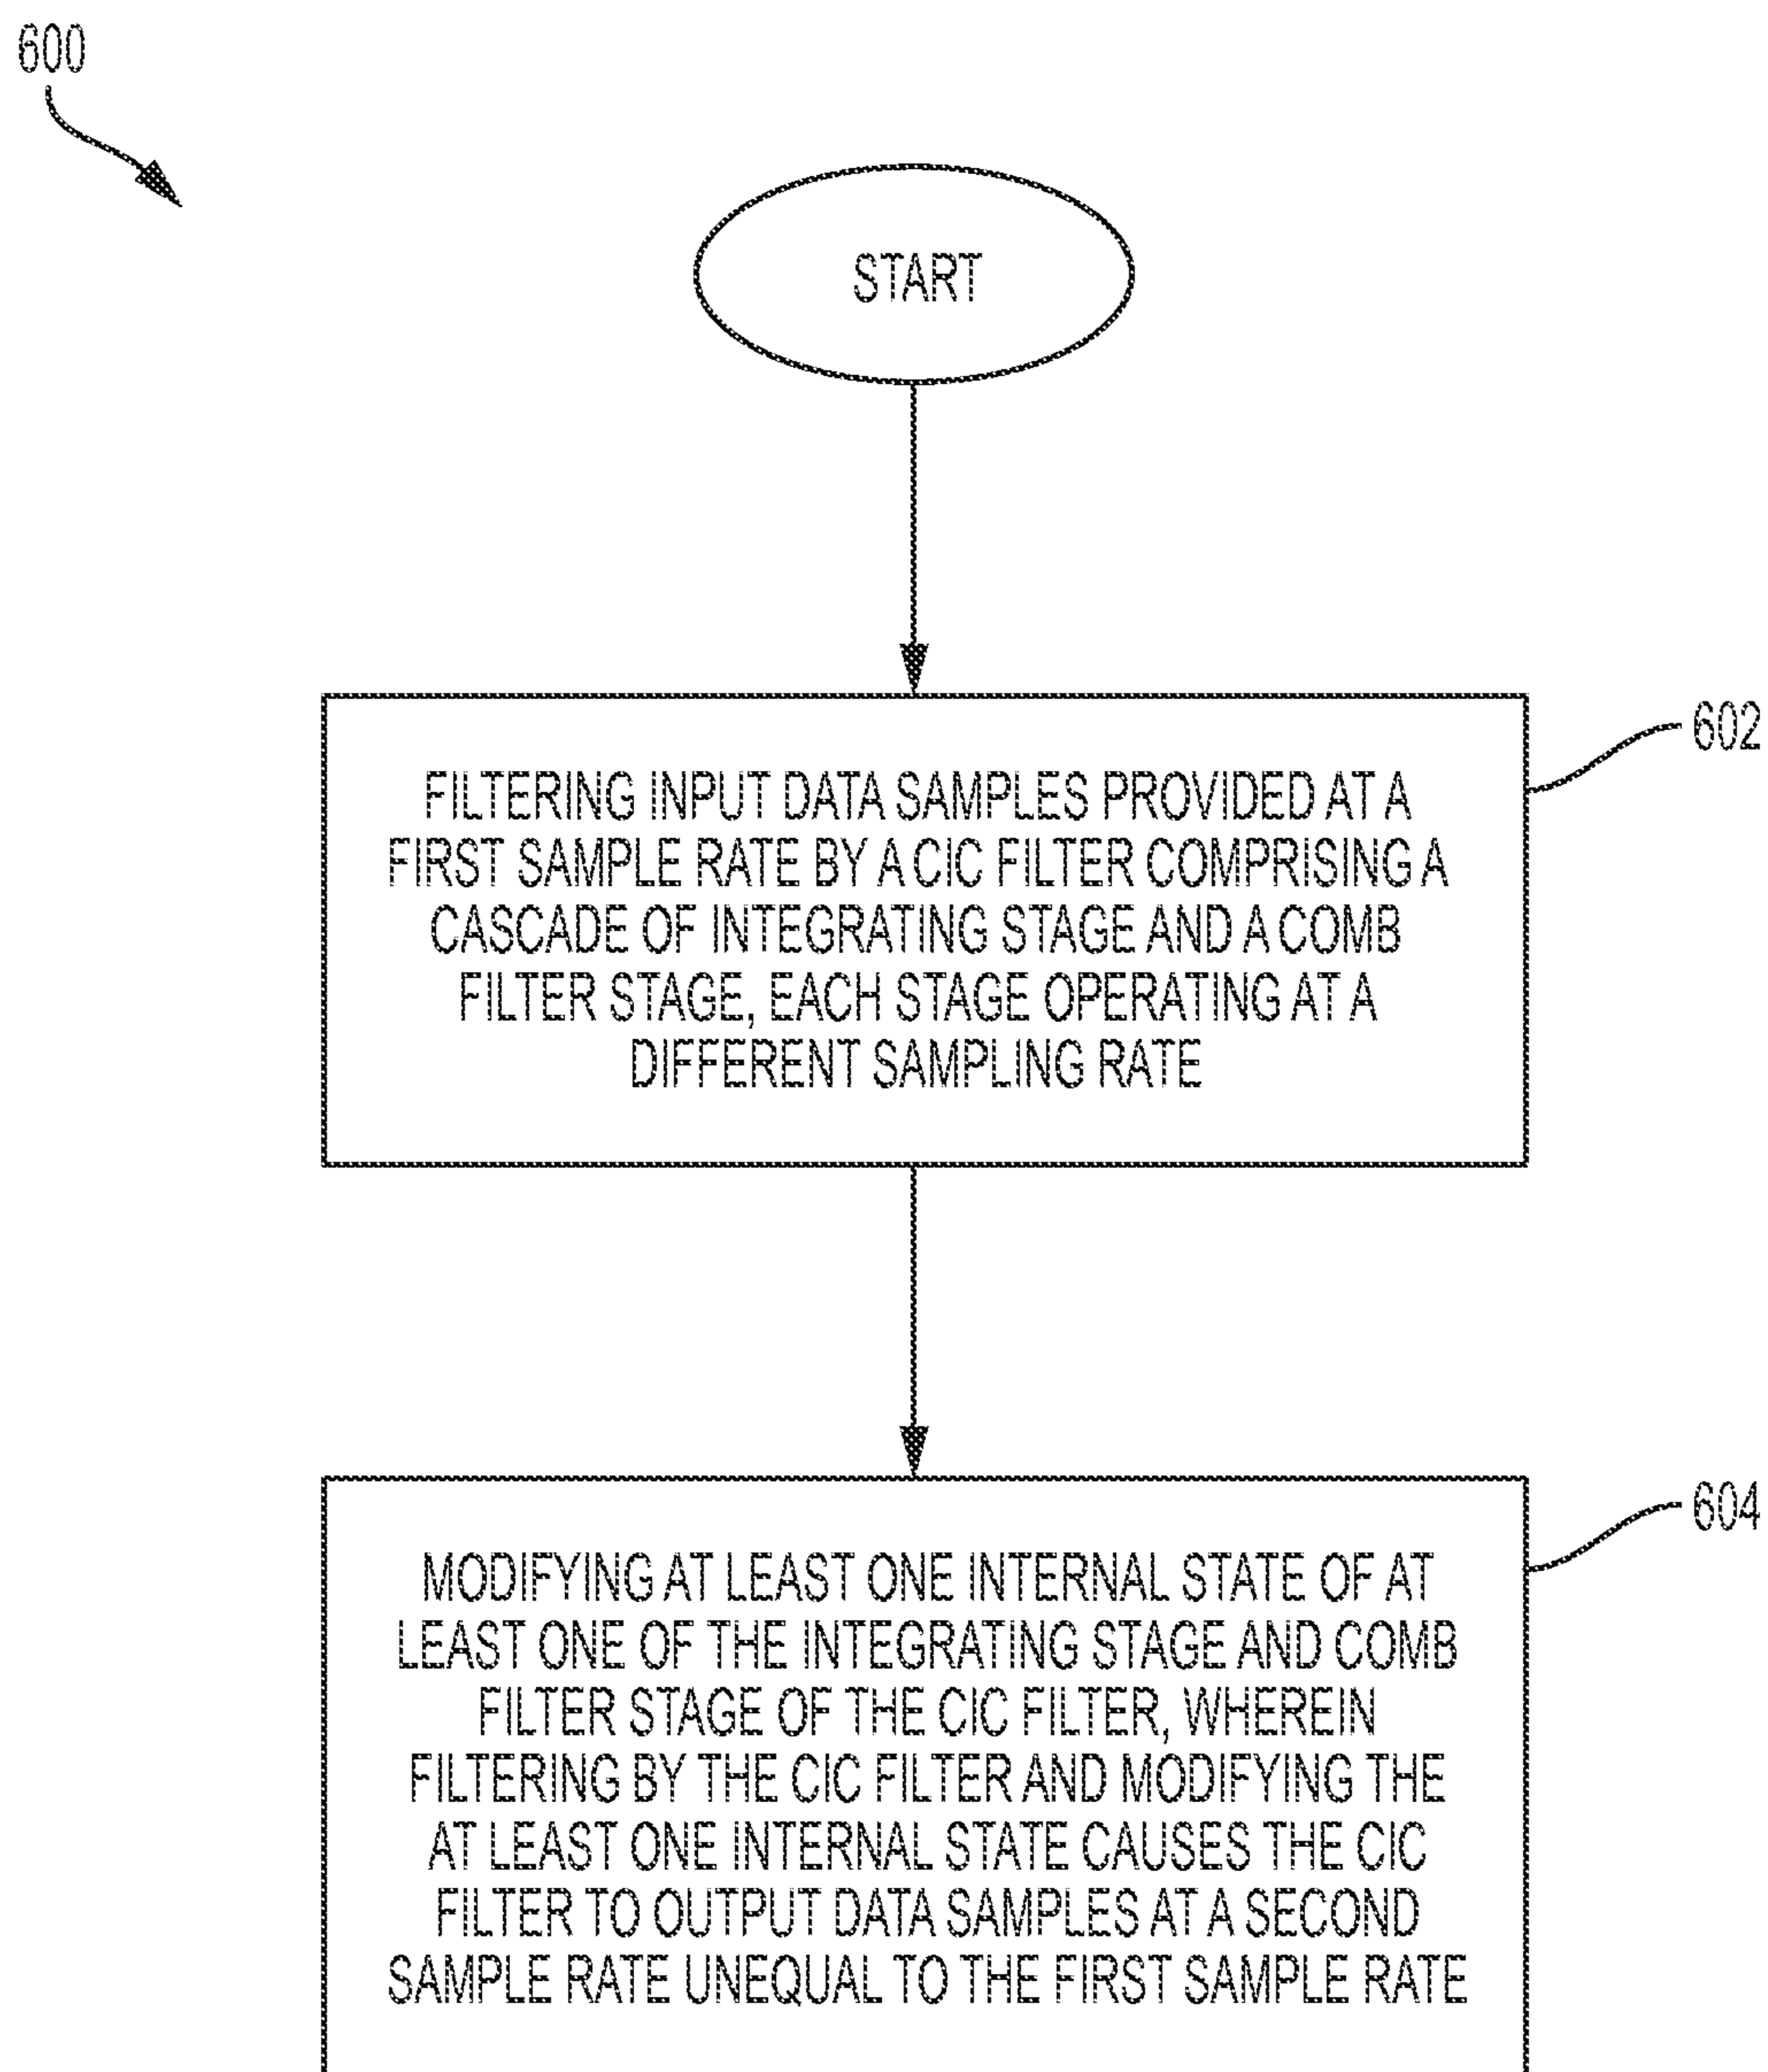 600
START
602
FILTERING INPUT DATA SAMPLES PROVIDED AT A
FIRST SAMPLE RATE BY A CIC FILTER COMPRISING A
CASCADE OF INTEGRATING STAGE AND A COMB
FILTER STAGE, EACH STAGE OPERATING AT A
DIFFERENT SAMPLING RATE
604
MODIFYING AT LEAST ONE INTERNAL STATE OF AT
LEAST ONE OF THE INTEGRATING STAGE AND COMB
FILTER STAGE OF THE CIC FILTER, WHEREIN
FILTERING BY THE CIC FILTER AND MODIFYING THE
AT LEAST ONE INTERNAL STATE CAUSES THE CIC
FILTER TO OUTPUT DATA SAMPLES AT A SECOND
SAMPLE RATE UNEQUAL TO THE FIRST SAMPLE RATE